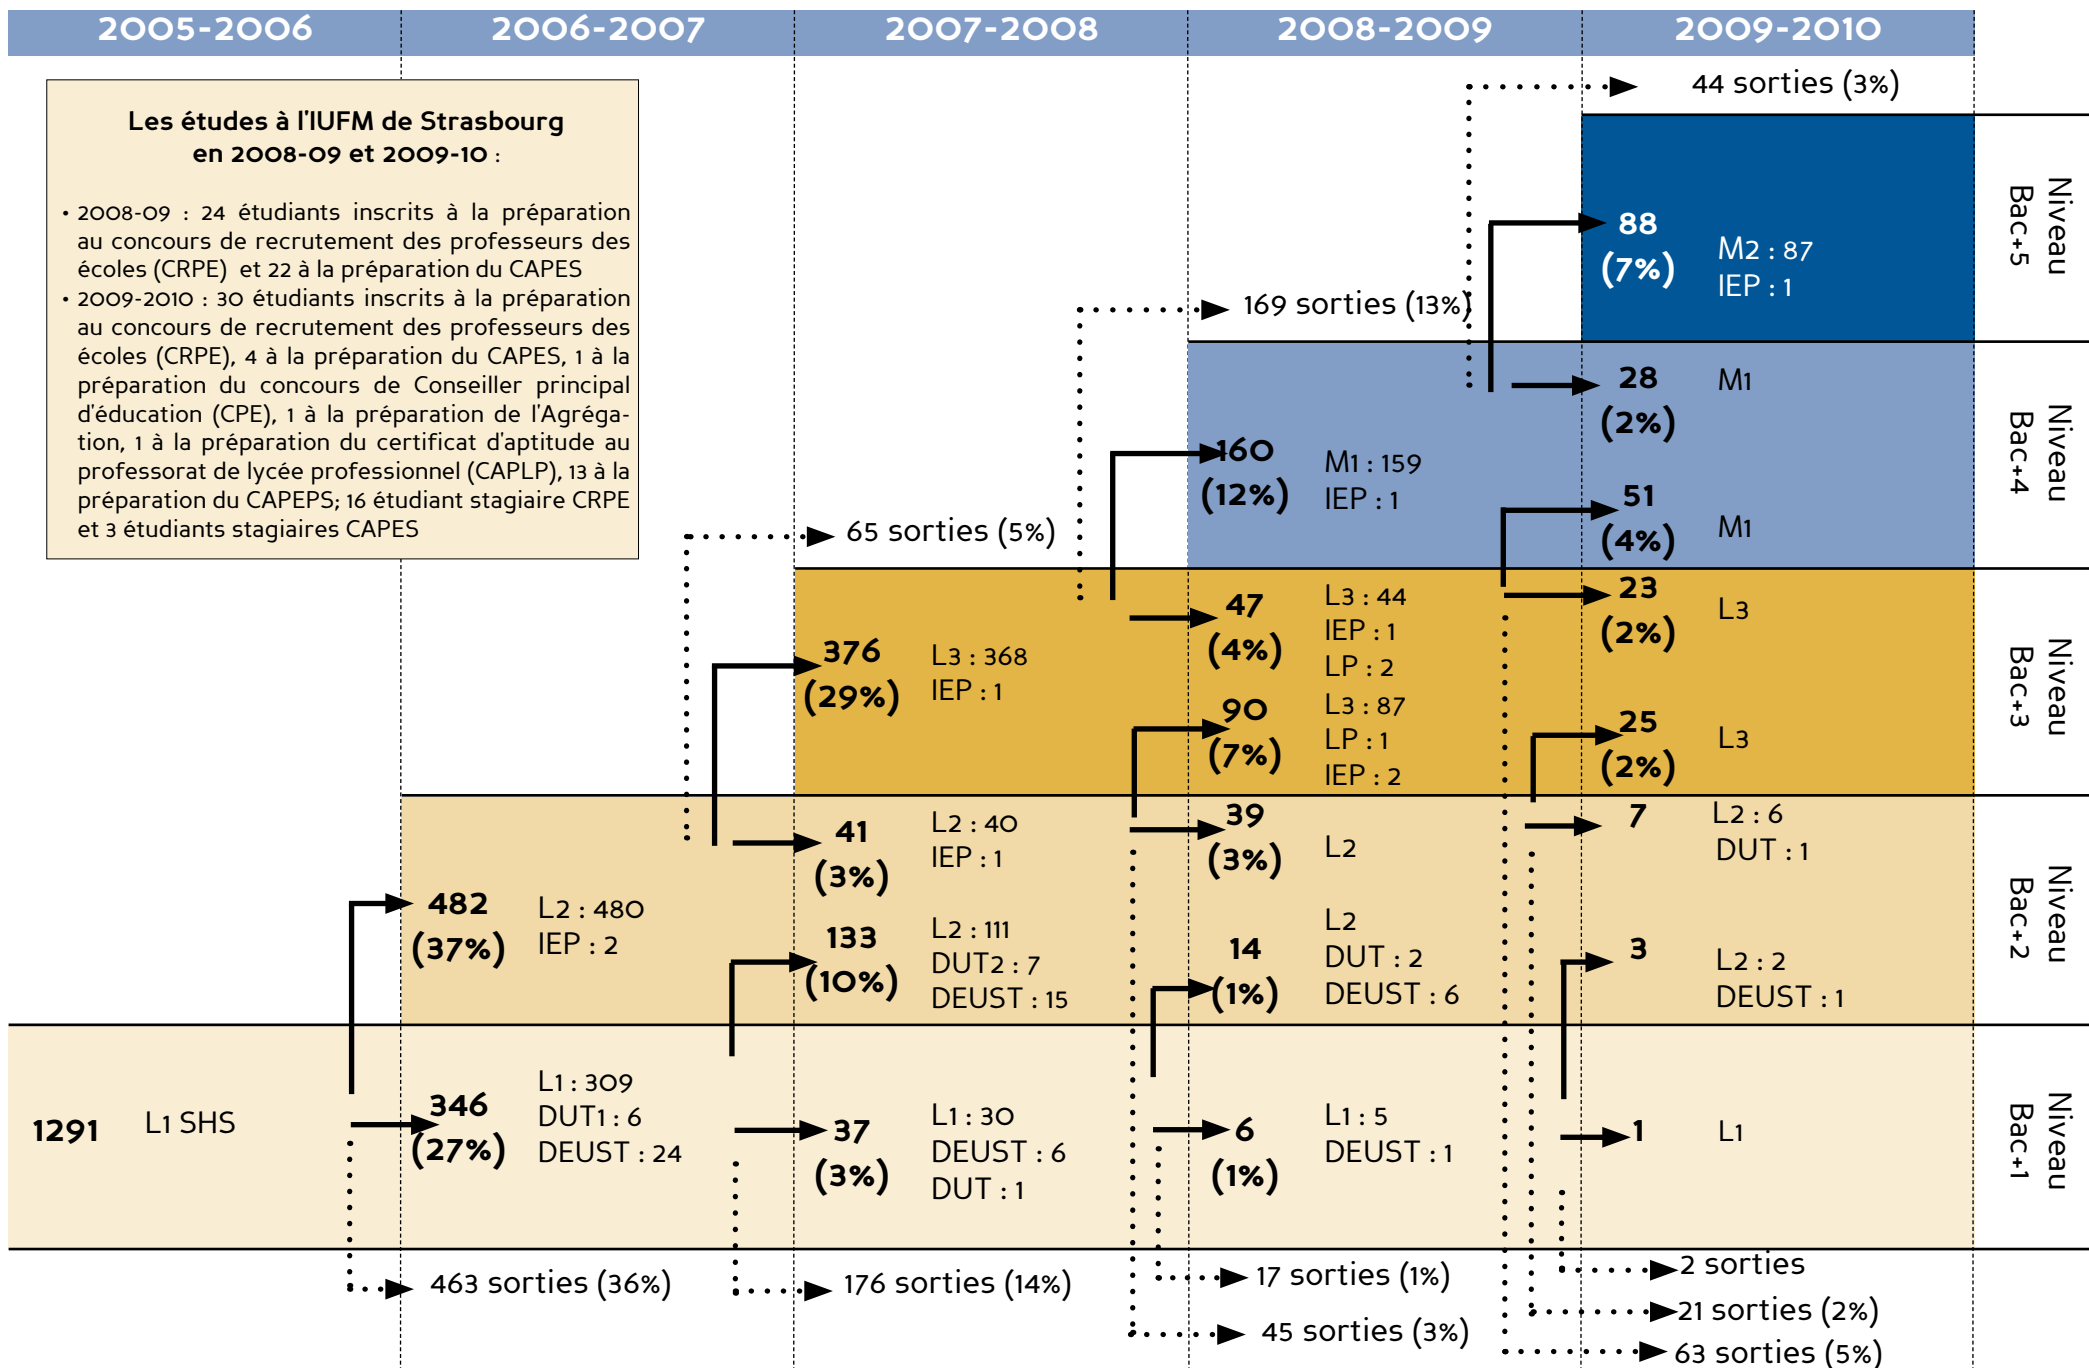 2005-2006
2006-2007
2007-2008
2008-2009
2009-2010
Les études à l'IUFM de Strasbourg
en 2008-09 et 2009-10 :
• 2008-09 : 24 étudiants inscrits à la préparation
au concours de recrutement des professeurs des
écoles (CRPE) et 22 à la préparation du CAPES
• 2009-2010 : 30 étudiants inscrits à la préparation
au concours de recrutement des professeurs des
écoles (CRPE), 4 à la préparation du CAPES, 1 à la
préparation du concours de Conseiller principal
d'éducation (CPE), 1 à la préparation de l'Agréga-
tion, 1 à la préparation du certificat d'aptitude au
professorat de lycée professionnel (CAPLP), 13 à la
préparation du CAPEPS; 16 étudiant stagiaire CRPE
et 3 étudiants stagiaires CAPES
44 sorties (3%)
88
(7%)
M2 : 87
IEP : 1
Niveau
Bac+5
169 sorties (13%)
160
(12%)
M1 : 159
IEP : 1
28
(2%)
M1
51
(4%)
M1
Niveau
Bac+4
65 sorties (5%)
376
(29%)
L3 : 368
IEP : 1
47
(4%)
L3 : 44
IEP : 1
LP : 2
90
(7%)
L3 : 87
LP : 1
IEP : 2
23
(2%)
L3
25
(2%)
L3
Niveau
Bac+3
482
(37%)
L2 : 480
IEP : 2
41
(3%)
L2 : 40
IEP : 1
133
(10%)
L2 : 111
DUT2 : 7
DEUST : 15
39
(3%)
L2
14
(1%)
L2
DUT : 2
DEUST : 6
7
L2 : 6
DUT : 1
3
L2 : 2
DEUST : 1
Niveau
Bac+2
1291
L1 SHS
346
(27%)
L1 : 309
DUT1 : 6
DEUST : 24
37
(3%)
L1 : 30
DEUST : 6
DUT : 1
6
(1%)
L1 : 5
DEUST : 1
1
L1
Niveau
Bac+1
463 sorties (36%)
176 sorties (14%)
17 sorties (1%)
45 sorties (3%)
2 sorties
21 sorties (2%)
63 sorties (5%)